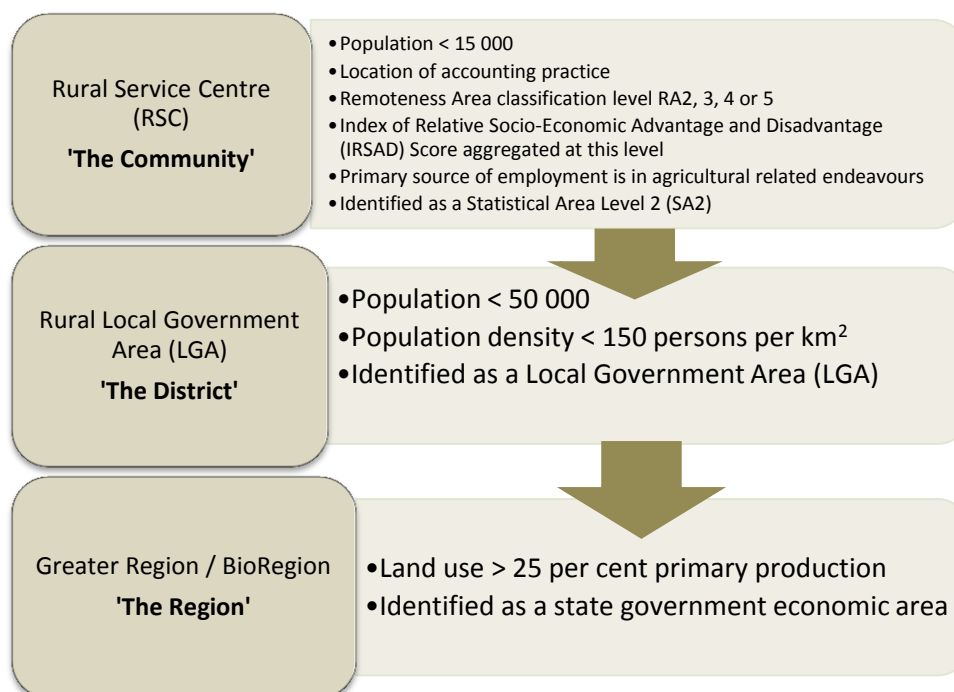 Rural Service Centre
(RSC)
'The Community'
•Population < 15 000
•Location of accounting practice
•Remoteness Area classification level RA2, 3, 4 or 5
•Index of Relative Socio-Economic Advantage and Disadvantage
(IRSAD) Score aggregated at this level
•Primary source of employment is in agricultural related endeavours
•Identified as a Statistical Area Level 2 (SA2)
Rural Local Government
Area (LGA)
'The District'
•Population < 50 000
•Population density < 150 persons per km²
•Identified as a Local Government Area (LGA)
Greater Region / BioRegion
'The Region'
•Land use > 25 per cent primary production
•Identified as a state government economic area